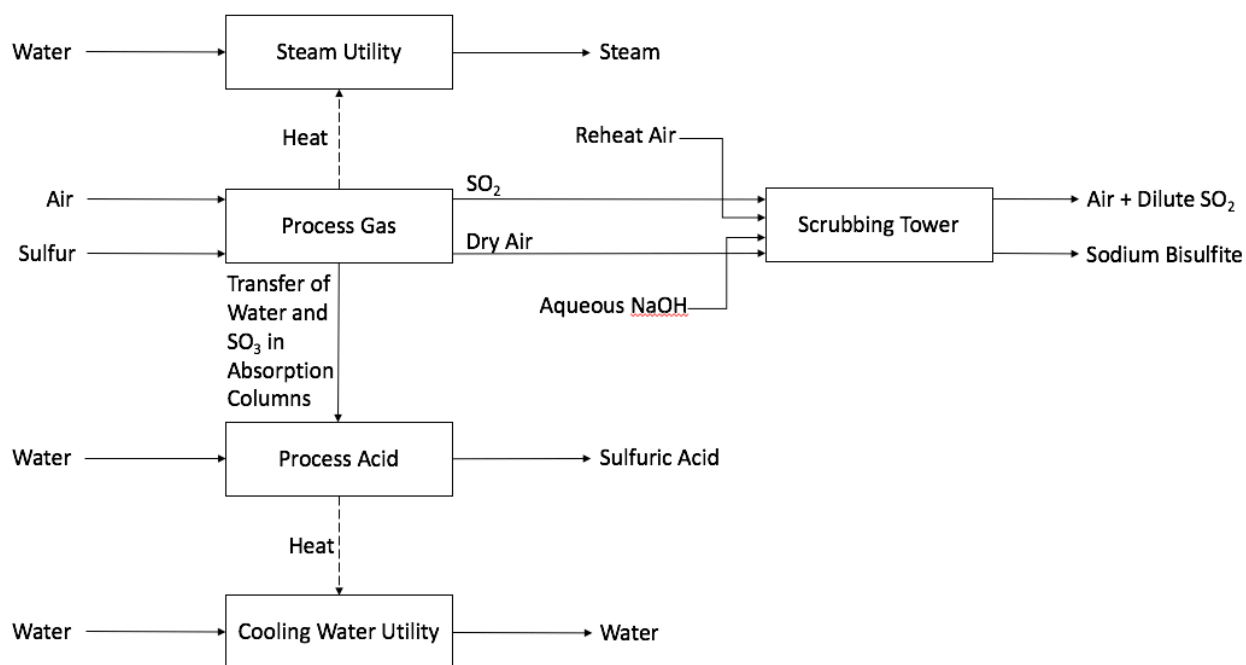 Water
Steam Utility
Steam
Heat
Reheat Air
Air
SO₂
Process Gas
Scrubbing Tower
Air + Dilute SO₂
Sulfur
Dry Air
Sodium Bisulfite
Transfer of
Water and
SO₃ in
Absorption
Columns
Aqueous NaOH
Water
Process Acid
Sulfuric Acid
Heat
Water
Cooling Water Utility
Water